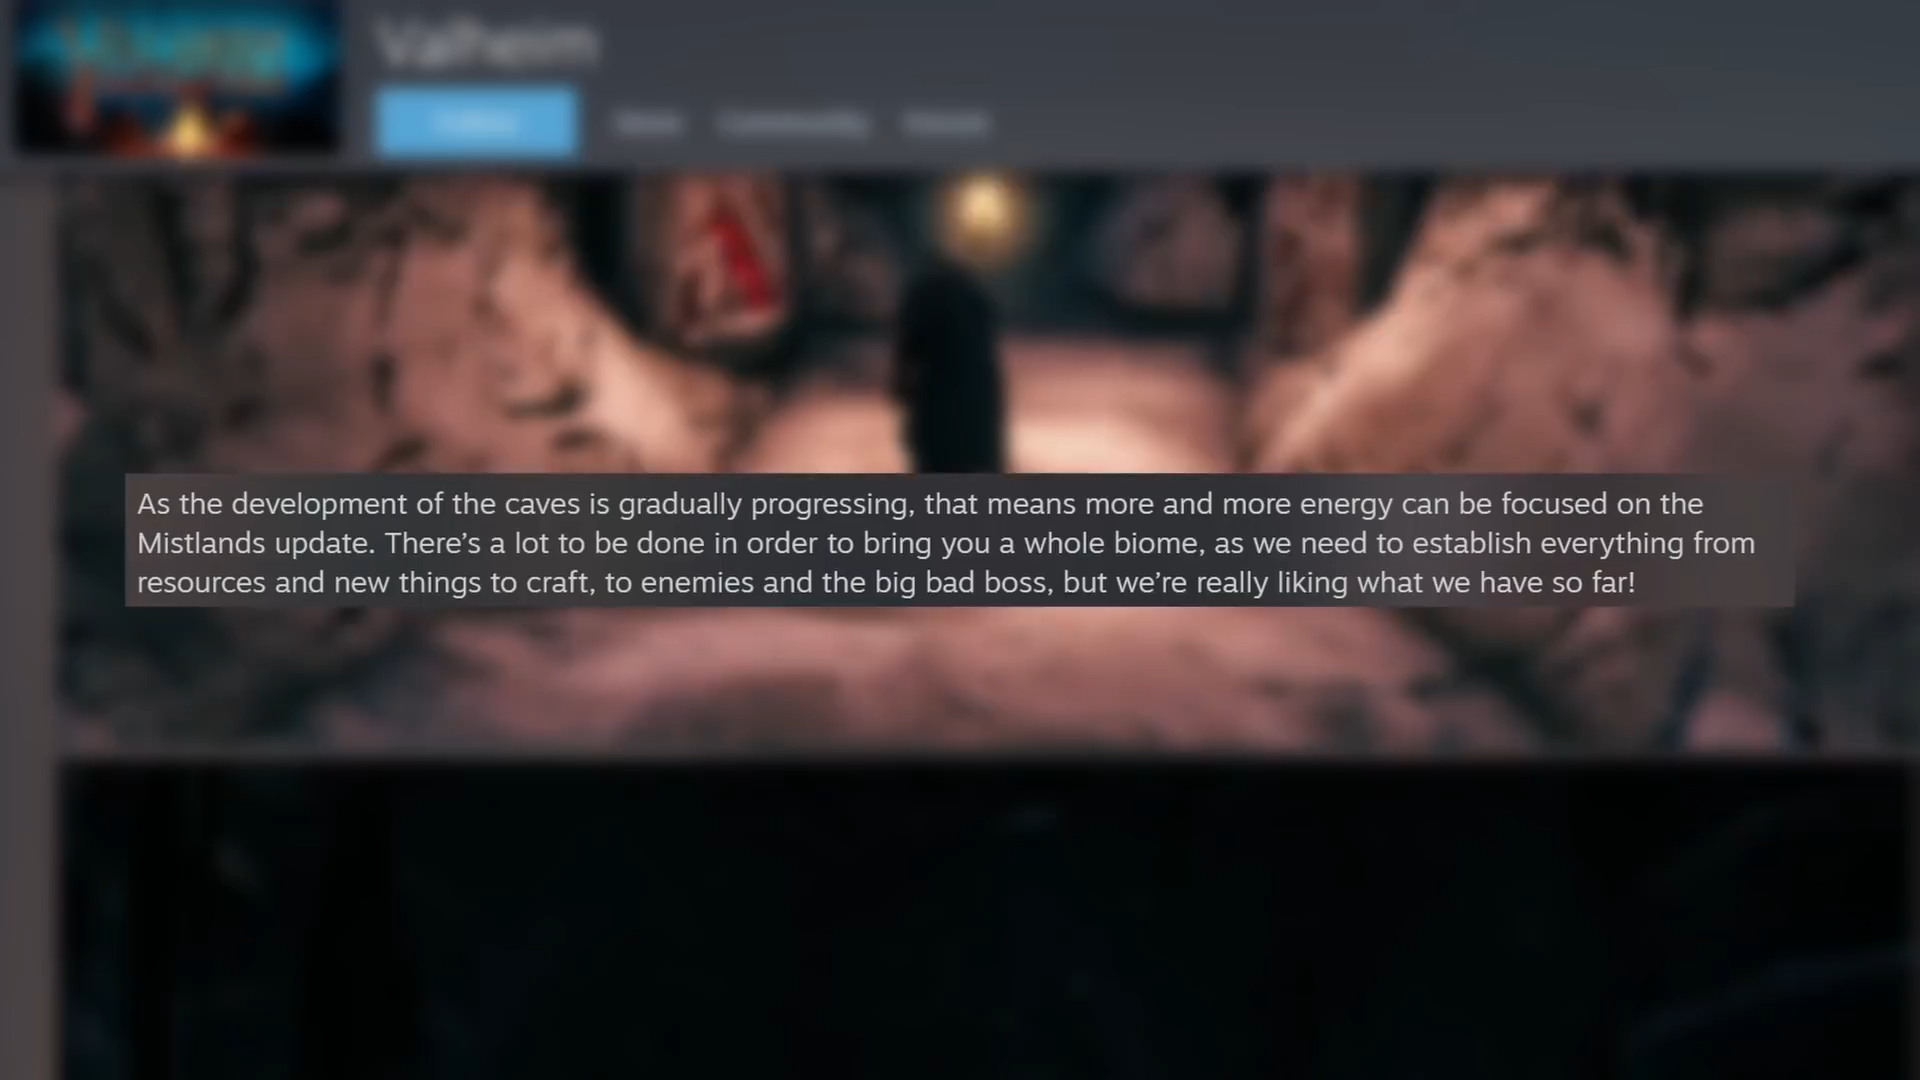 Valheim
As the development of the caves is gradually progressing, that means more and more energy can be focused on the
Mistlands update. There’s a lot to be done in order to bring you a whole biome, as we need to establish everything from
resources and new things to craft, to enemies and the big bad boss, but we’re really liking what we have so far!